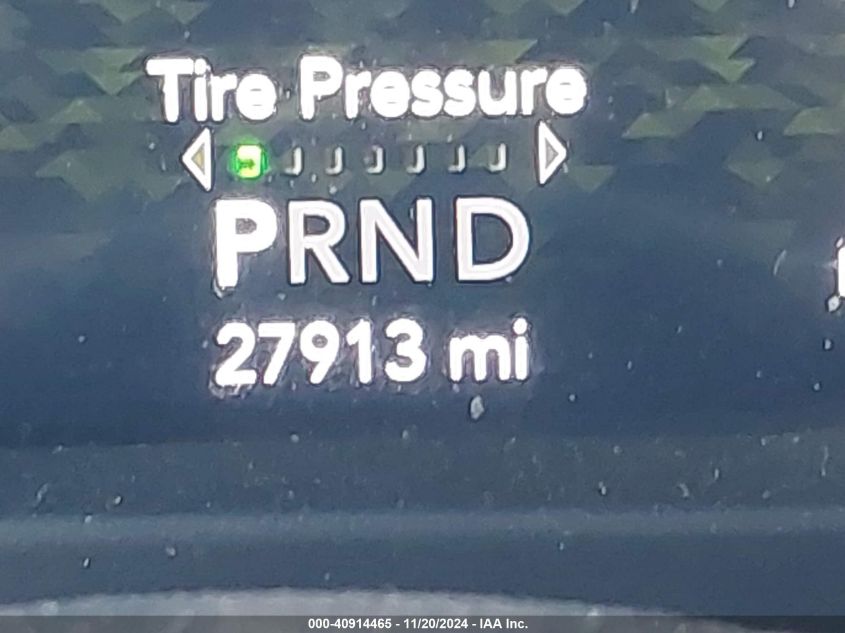 Tire Pressure
PRND
27913 mi
000-40914465 - 11/20/2024 - IAA Inc.